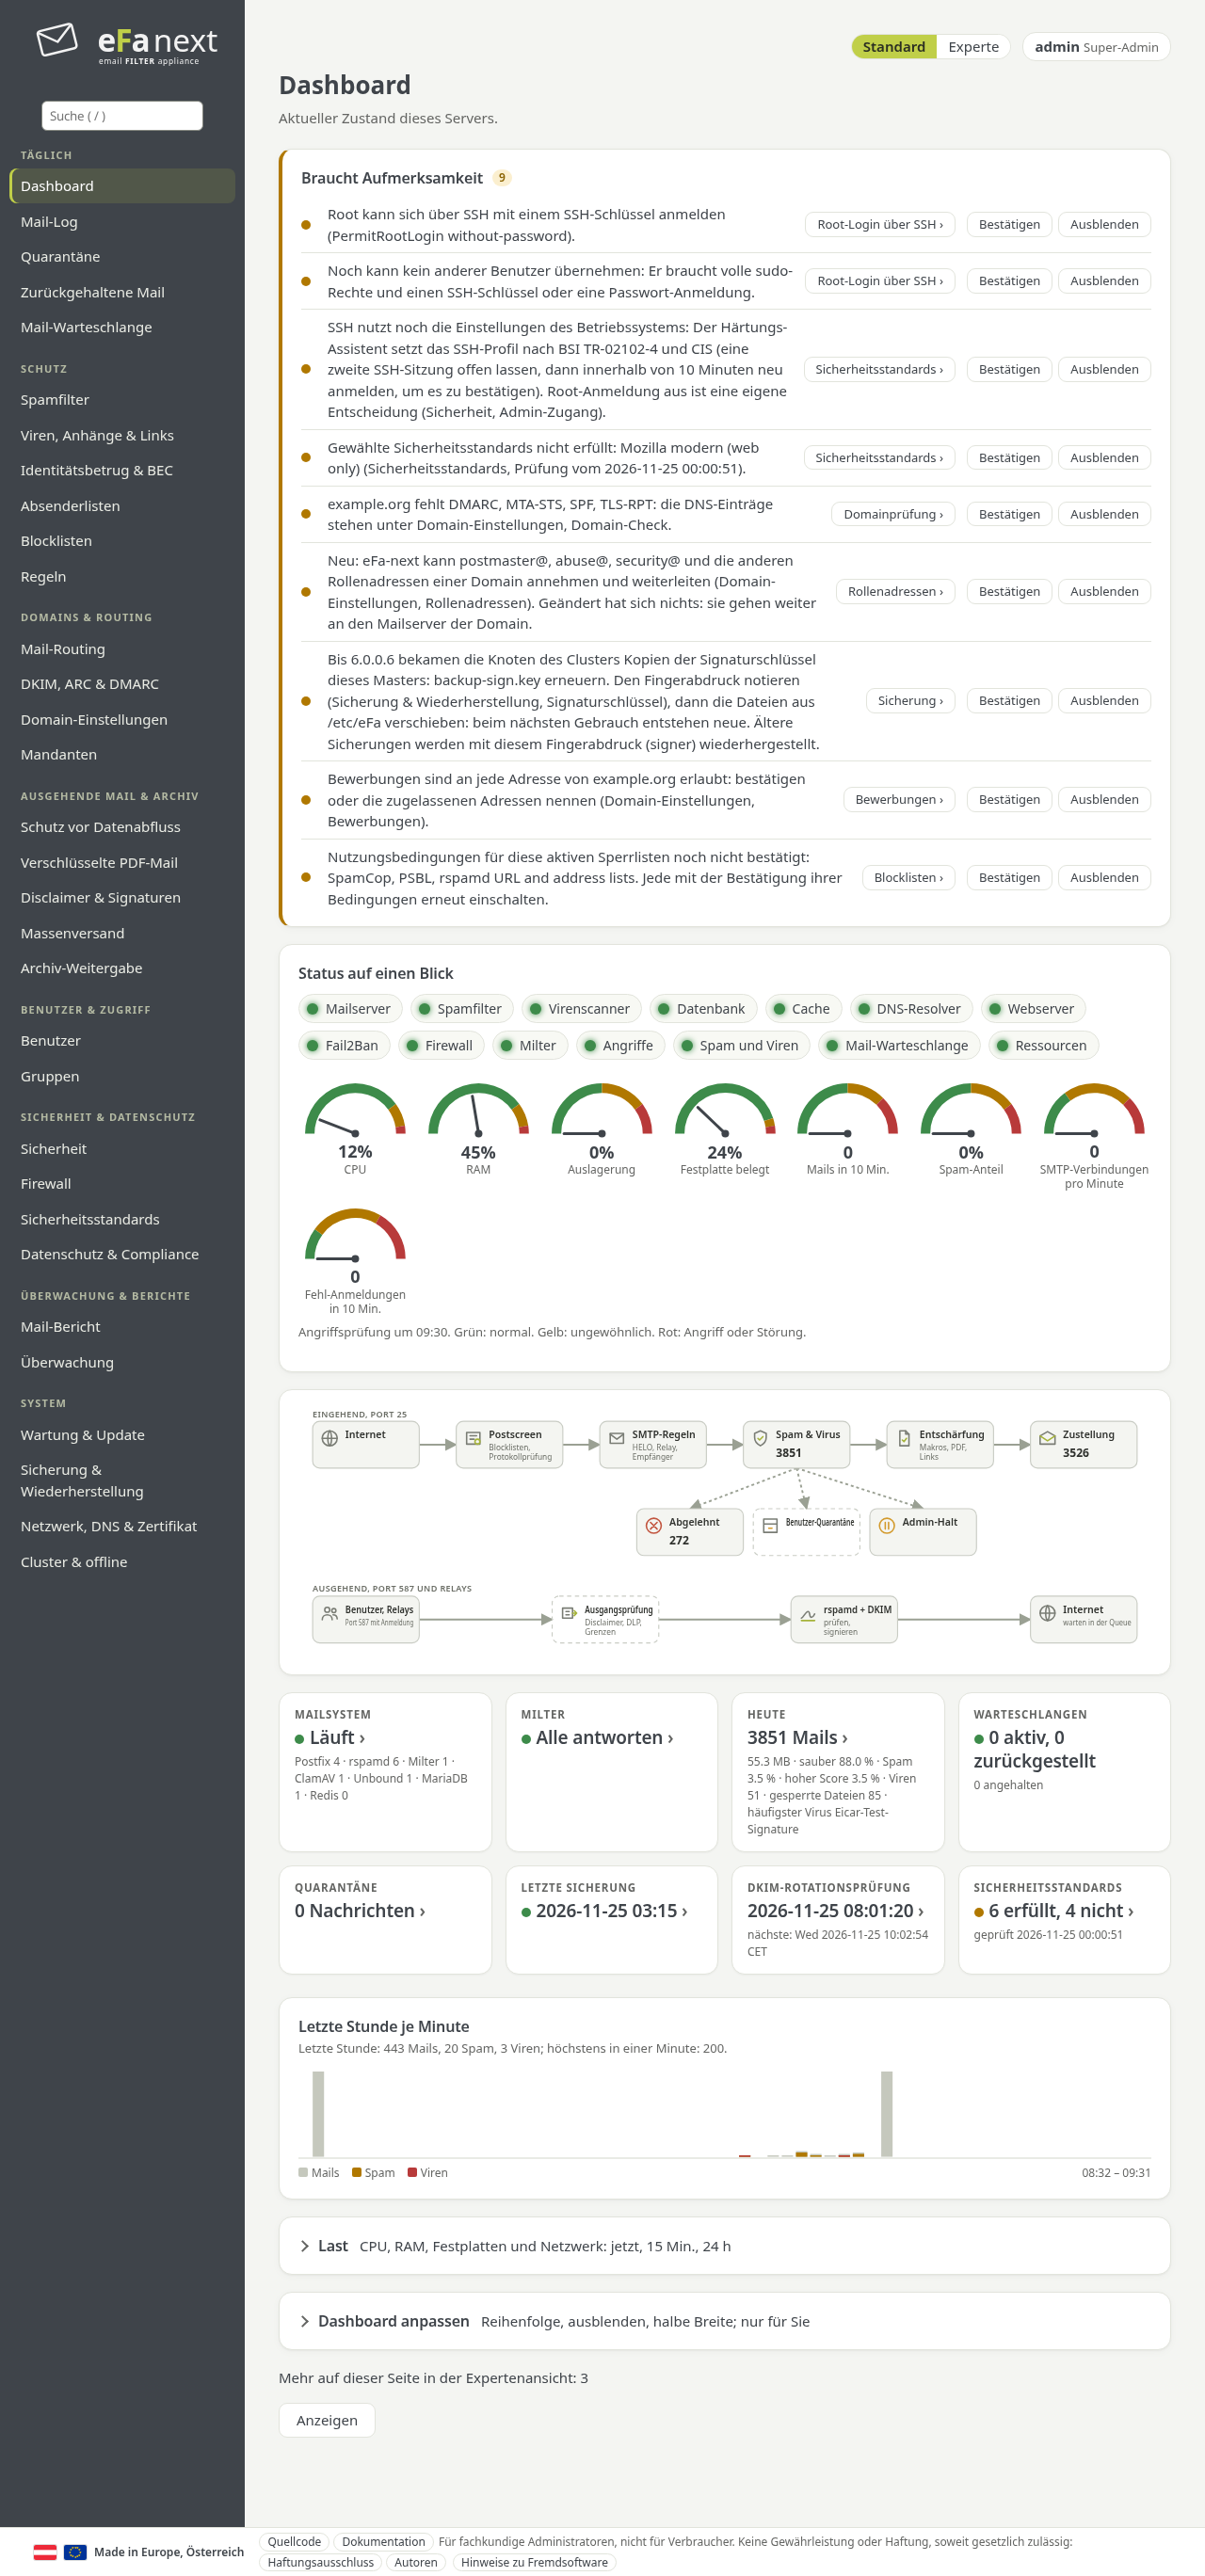 eFa next
email FILTER appliance
Suche ( / )
TÄGLICH
Dashboard
Mail-Log
Quarantäne
Zurückgehaltene Mail
Mail-Warteschlange
SCHUTZ
Spamfilter
Viren, Anhänge & Links
Identitätsbetrug & BEC
Absenderlisten
Blocklisten
Regeln
DOMAINS & ROUTING
Mail-Routing
DKIM, ARC & DMARC
Domain-Einstellungen
Mandanten
AUSGEHENDE MAIL & ARCHIV
Schutz vor Datenabfluss
Verschlüsselte PDF-Mail
Disclaimer & Signaturen
Massenversand
Archiv-Weitergabe
BENUTZER & ZUGRIFF
Benutzer
Gruppen
SICHERHEIT & DATENSCHUTZ
Sicherheit
Firewall
Sicherheitsstandards
Datenschutz & Compliance
ÜBERWACHUNG & BERICHTE
Mail-Bericht
Überwachung
SYSTEM
Wartung & Update
Sicherung &
Wiederherstellung
Netzwerk, DNS & Zertifikat
Cluster & offline
Standard Experte admin Super-Admin
Dashboard
Aktueller Zustand dieses Servers.
Braucht Aufmerksamkeit 9
Root kann sich über SSH mit einem SSH-Schlüssel anmelden
(PermitRootLogin without-password).
Root-Login über SSH › Bestätigen Ausblenden
Noch kann kein anderer Benutzer übernehmen: Er braucht volle sudo-
Rechte und einen SSH-Schlüssel oder eine Passwort-Anmeldung.
Root-Login über SSH › Bestätigen Ausblenden
SSH nutzt noch die Einstellungen des Betriebssystems: Der Härtungs-
Assistent setzt das SSH-Profil nach BSI TR-02102-4 und CIS (eine
zweite SSH-Sitzung offen lassen, dann innerhalb von 10 Minuten neu
anmelden, um es zu bestätigen). Root-Anmeldung aus ist eine eigene
Entscheidung (Sicherheit, Admin-Zugang).
Sicherheitsstandards › Bestätigen Ausblenden
Gewählte Sicherheitsstandards nicht erfüllt: Mozilla modern (web
only) (Sicherheitsstandards, Prüfung vom 2026-11-25 00:00:51).
Sicherheitsstandards › Bestätigen Ausblenden
example.org fehlt DMARC, MTA-STS, SPF, TLS-RPT: die DNS-Einträge
stehen unter Domain-Einstellungen, Domain-Check.
Domainprüfung › Bestätigen Ausblenden
Neu: eFa-next kann postmaster@, abuse@, security@ und die anderen
Rollenadressen einer Domain annehmen und weiterleiten (Domain-
Einstellungen, Rollenadressen). Geändert hat sich nichts: sie gehen weiter
an den Mailserver der Domain.
Rollenadressen › Bestätigen Ausblenden
Bis 6.0.0.6 bekamen die Knoten des Clusters Kopien der Signaturschlüssel
dieses Masters: backup-sign.key erneuern. Den Fingerabdruck notieren
(Sicherung & Wiederherstellung, Signaturschlüssel), dann die Dateien aus
/etc/eFa verschieben: beim nächsten Gebrauch entstehen neue. Ältere
Sicherungen werden mit diesem Fingerabdruck (signer) wiederhergestellt.
Sicherung › Bestätigen Ausblenden
Bewerbungen sind an jede Adresse von example.org erlaubt: bestätigen
oder die zugelassenen Adressen nennen (Domain-Einstellungen,
Bewerbungen).
Bewerbungen › Bestätigen Ausblenden
Nutzungsbedingungen für diese aktiven Sperrlisten noch nicht bestätigt:
SpamCop, PSBL, rspamd URL and address lists. Jede mit der Bestätigung ihrer
Bedingungen erneut einschalten.
Blocklisten › Bestätigen Ausblenden
Status auf einen Blick
Mailserver Spamfilter Virenscanner Datenbank Cache DNS-Resolver Webserver
Fail2Ban Firewall Milter Angriffe Spam und Viren Mail-Warteschlange Ressourcen
12% 45% 0% 24% 0 0% 0
CPU RAM Auslagerung Festplatte belegt Mails in 10 Min. Spam-Anteil SMTP-Verbindungen
pro Minute
0
Fehl-Anmeldungen
in 10 Min.
Angriffsprüfung um 09:30. Grün: normal. Gelb: ungewöhnlich. Rot: Angriff oder Störung.
EINGEHEND, PORT 25
Internet
Postscreen
Blocklisten,
Protokollprüfung
SMTP-Regeln
HELO, Relay,
Empfänger
Spam & Virus
3851
Entschärfung
Makros, PDF,
Links
Zustellung
3526
Abgelehnt
272
Benutzer-Quarantäne
Admin-Halt
AUSGEHEND, PORT 587 UND RELAYS
Benutzer, Relays
Port 587 mit Anmeldung
Ausgangsprüfung
Disclaimer, DLP,
Grenzen
rspamd + DKIM
prüfen,
signieren
Internet
warten in der Queue
MAILSYSTEM
Läuft ›
Postfix 4 · rspamd 6 · Milter 1 ·
ClamAV 1 · Unbound 1 · MariaDB
1 · Redis 0
MILTER
Alle antworten ›
HEUTE
3851 Mails ›
55.3 MB · sauber 88.0 % · Spam
3.5 % · hoher Score 3.5 % · Viren
51 · gesperrte Dateien 85 ·
häufigster Virus Eicar-Test-
Signature
WARTESCHLANGEN
0 aktiv, 0
zurückgestellt
0 angehalten
QUARANTÄNE
0 Nachrichten ›
LETZTE SICHERUNG
2026-11-25 03:15 ›
DKIM-ROTATIONSPRÜFUNG
2026-11-25 08:01:20 ›
nächste: Wed 2026-11-25 10:02:54
CET
SICHERHEITSSTANDARDS
6 erfüllt, 4 nicht ›
geprüft 2026-11-25 00:00:51
Letzte Stunde je Minute
Letzte Stunde: 443 Mails, 20 Spam, 3 Viren; höchstens in einer Minute: 200.
Mails Spam Viren 08:32 – 09:31
Last CPU, RAM, Festplatten und Netzwerk: jetzt, 15 Min., 24 h
Dashboard anpassen Reihenfolge, ausblenden, halbe Breite; nur für Sie
Mehr auf dieser Seite in der Expertenansicht: 3
Anzeigen
Made in Europe, Österreich
Quellcode Dokumentation Für fachkundige Administratoren, nicht für Verbraucher. Keine Gewährleistung oder Haftung, soweit gesetzlich zulässig:
Haftungsausschluss Autoren Hinweise zu Fremdsoftware